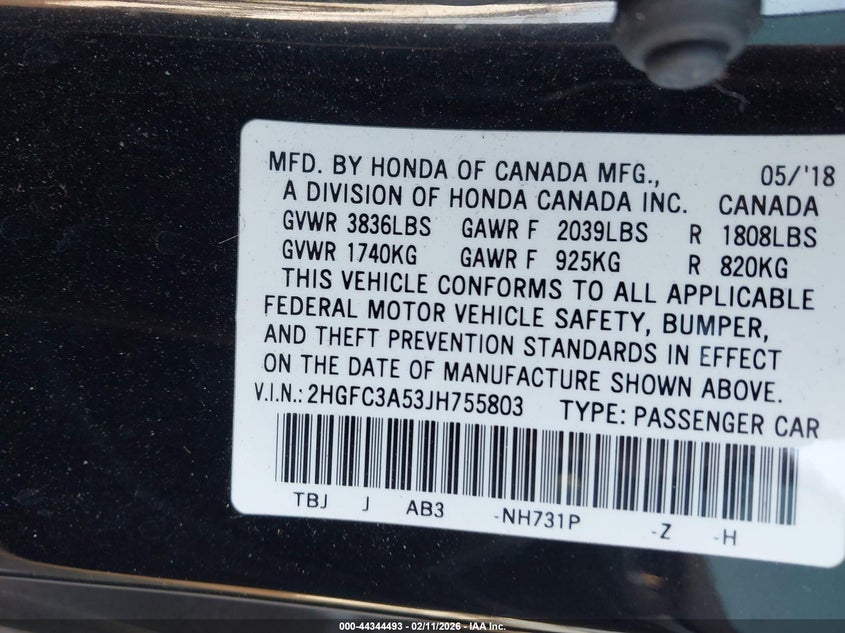 MFD. BY HONDA OF CANADA MFG., 05/'18
A DIVISION OF HONDA CANADA INC. CANADA
GVWR 3836LBS GAWR F 2039LBS R 1808LBS
GVWR 1740KG GAWR F 925KG R 820KG
THIS VEHICLE CONFORMS TO ALL APPLICABLE
FEDERAL MOTOR VEHICLE SAFETY, BUMPER,
AND THEFT PREVENTION STANDARDS IN EFFECT
ON THE DATE OF MANUFACTURE SHOWN ABOVE.
V.I.N.: 2HGFC3A53JH755803 TYPE: PASSENGER CAR
TBJ J AB3 -NH731P -Z -H
000-44344493 - 02/11/2026 - IAA Inc.